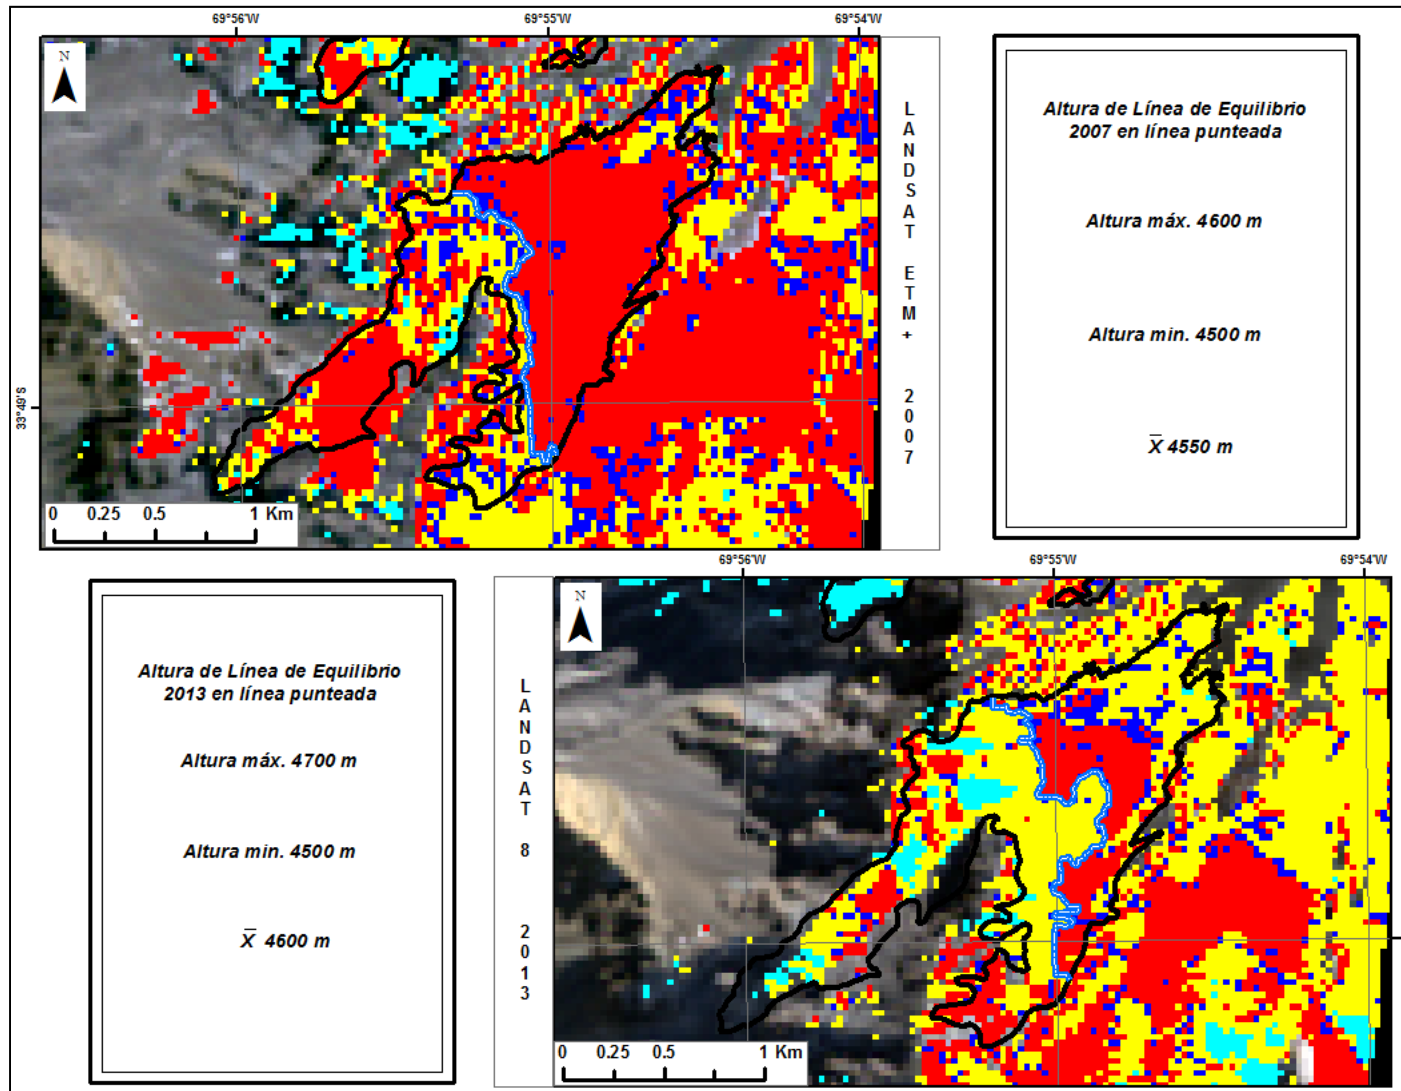 69°56'W 69°55'W 69°54'W
N
33°49'S
0 0.25 0.5 1 Km
LANDSAT ETM+ 2007
Altura de Línea de Equilibrio
2007 en línea punteada
Altura máx. 4600 m
Altura min. 4500 m
X̅ 4550 m
Altura de Línea de Equilibrio
2013 en línea punteada
Altura máx. 4700 m
Altura min. 4500 m
X̅ 4600 m
LANDSAT 8 2013
69°56'W 69°55'W 69°54'W
N
0 0.25 0.5 1 Km